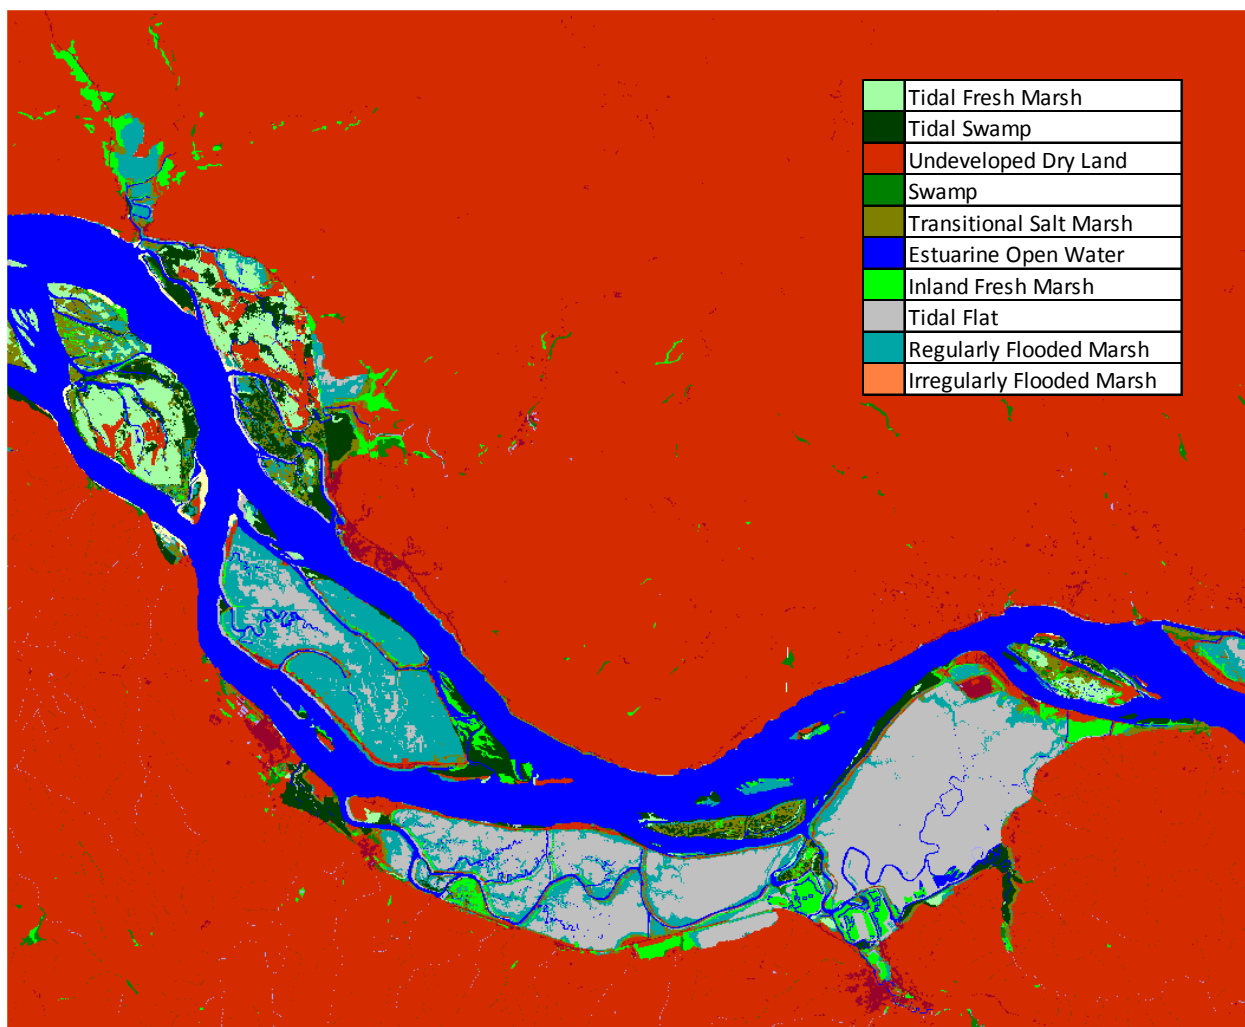 Tidal Fresh Marsh
Tidal Swamp
Undeveloped Dry Land
Swamp
Transitional Salt Marsh
Estuarine Open Water
Inland Fresh Marsh
Tidal Flat
Regularly Flooded Marsh
Irregularly Flooded Marsh